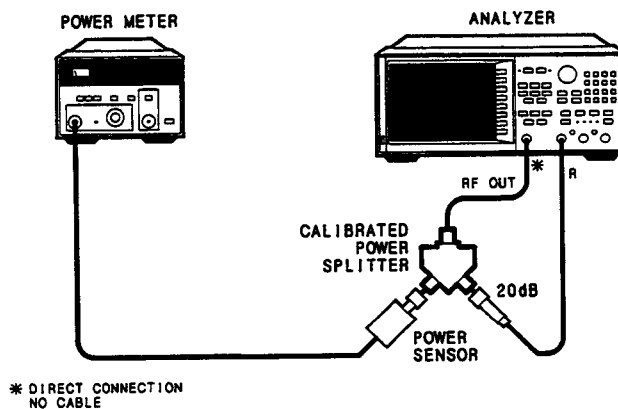 POWER METER
ANALYZER
RF OUT
*
R
CALIBRATED
POWER
SPLITTER
20dB
POWER
SENSOR
* DIRECT CONNECTION
NO CABLE